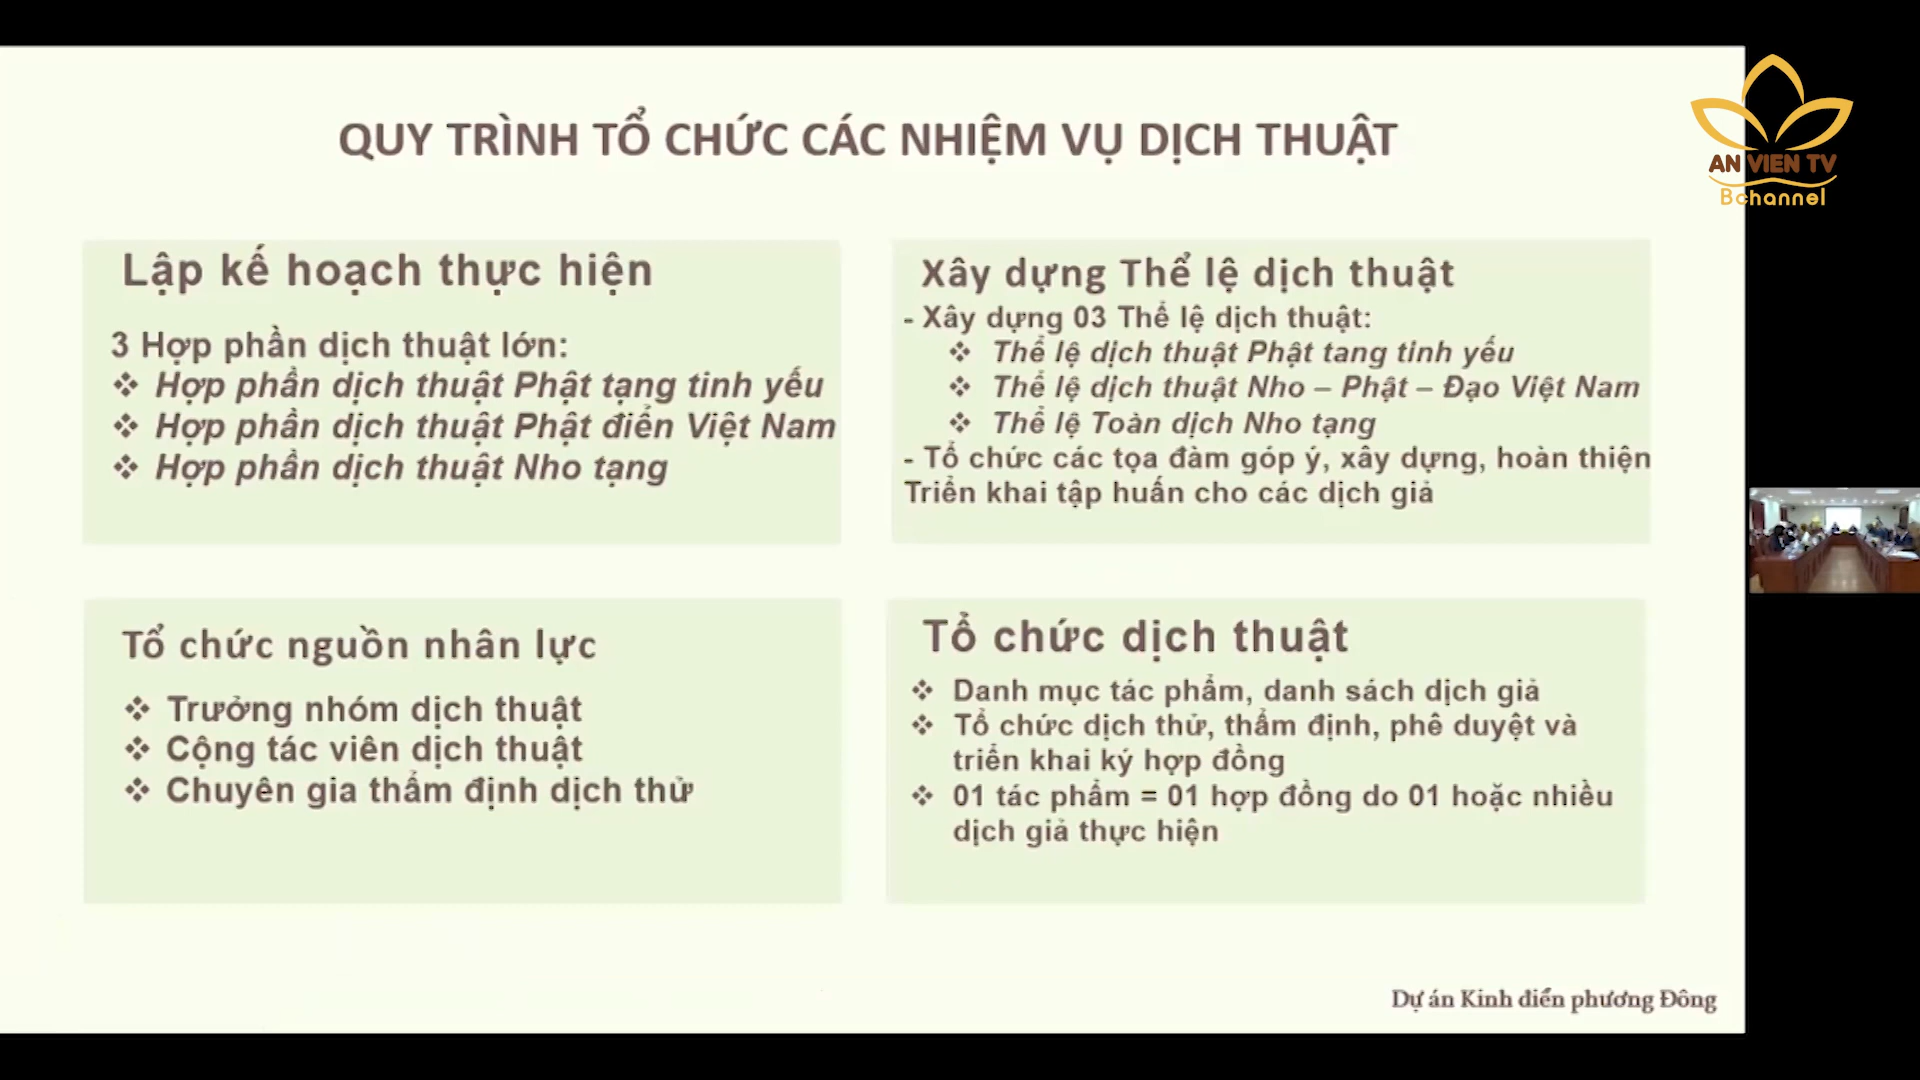 QUY TRÌNH TỔ CHỨC CÁC NHIỆM VỤ DỊCH THUẬT
AN VIEN TV
Bchannel
Lập kế hoạch thực hiện
3 Hợp phần dịch thuật lớn:
❖ Hợp phần dịch thuật Phật tạng tinh yếu
❖ Hợp phần dịch thuật Phật điển Việt Nam
❖ Hợp phần dịch thuật Nho tạng
Xây dựng Thể lệ dịch thuật
- Xây dựng 03 Thể lệ dịch thuật:
❖ Thể lệ dịch thuật Phật tang tinh yếu
❖ Thể lệ dịch thuật Nho – Phật – Đạo Việt Nam
❖ Thể lệ Toàn dịch Nho tạng
- Tổ chức các tọa đàm góp ý, xây dựng, hoàn thiện
Triển khai tập huấn cho các dịch giả
Tổ chức nguồn nhân lực
❖ Trưởng nhóm dịch thuật
❖ Cộng tác viên dịch thuật
❖ Chuyên gia thẩm định dịch thử
Tổ chức dịch thuật
❖ Danh mục tác phẩm, danh sách dịch giả
❖ Tổ chức dịch thử, thẩm định, phê duyệt và
triển khai ký hợp đồng
❖ 01 tác phẩm = 01 hợp đồng do 01 hoặc nhiều
dịch giả thực hiện
Dự án Kinh điển phương Đông